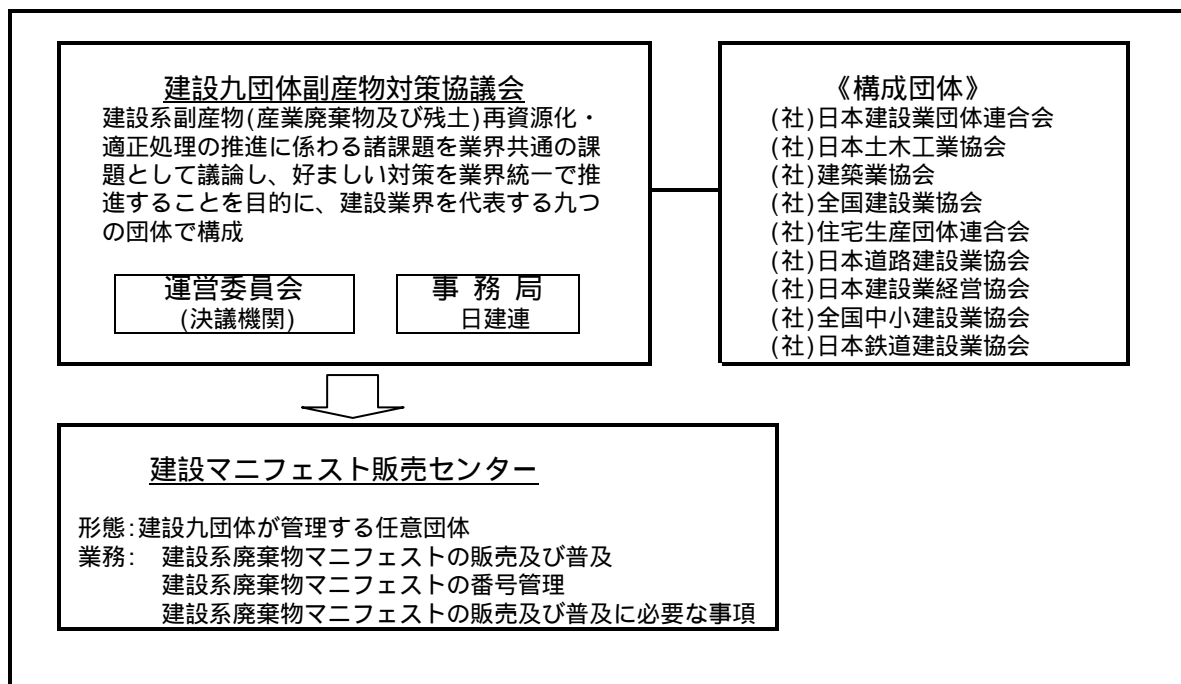 建設九団体副産物対策協議会
建設系副産物(産業廃棄物及び残土)再資源化・
適正処理の推進に係わる諸課題を業界共通の課
題として議論し、好ましい対策を業界統一で推
進することを目的に、建設業界を代表する九つ
の団体で構成
運営委員会
(決議機関)
事 務 局
日建連
《構成団体》
(社)日本建設業団体連合会
(社)日本土木工業協会
(社)建築業協会
(社)全国建設業協会
(社)住宅生産団体連合会
(社)日本道路建設業協会
(社)日本建設業経営協会
(社)全国中小建設業協会
(社)日本鉄道建設業協会
建設マニフェスト販売センター
形態:建設九団体が管理する任意団体
業務: 建設系廃棄物マニフェストの販売及び普及
建設系廃棄物マニフェストの番号管理
建設系廃棄物マニフェストの販売及び普及に必要な事項